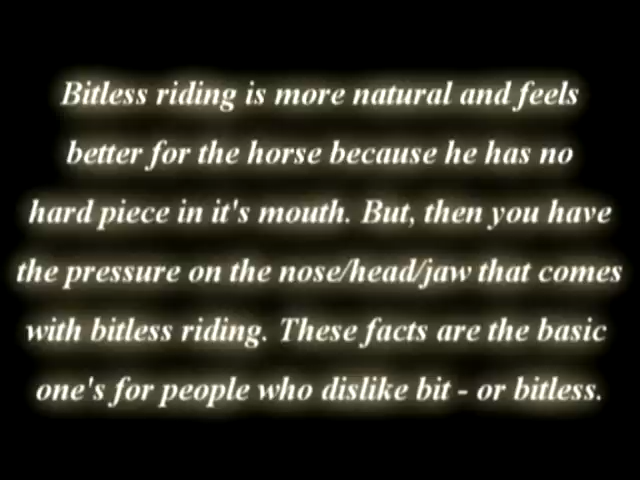 Bitless riding is more natural and feels
better for the horse because he has no
hard piece in it's mouth. But, then you have
the pressure on the nose/head/jaw that comes
with bitless riding. These facts are the basic
one's for people who dislike bit - or bitless.